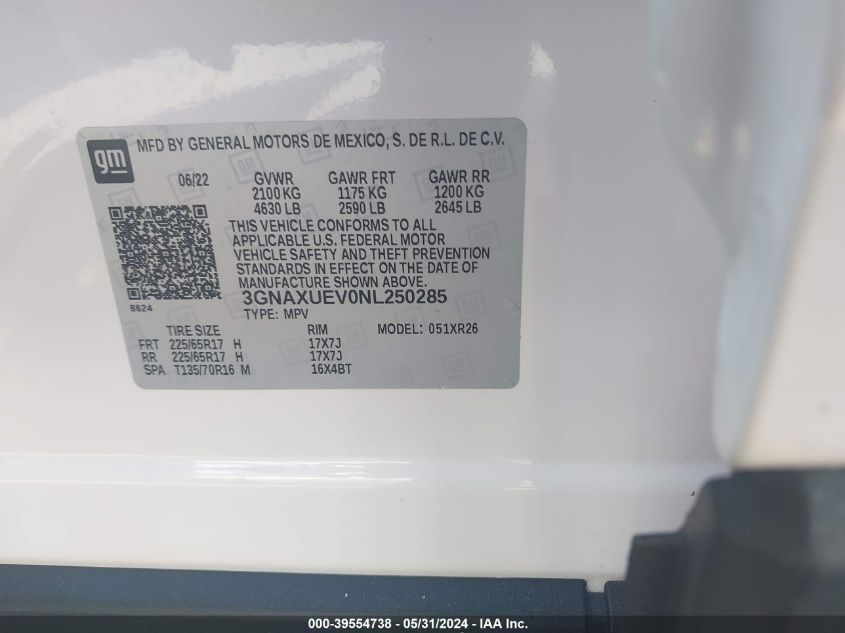 gm
MFD BY GENERAL MOTORS DE MEXICO, S. DE R.L. DE C.V.
06/22 GVWR GAWR FRT GAWR RR
2100 KG 1175 KG 1200 KG
4630 LB 2590 LB 2645 LB
THIS VEHICLE CONFORMS TO ALL
APPLICABLE U.S. FEDERAL MOTOR
VEHICLE SAFETY AND THEFT PREVENTION
STANDARDS IN EFFECT ON THE DATE OF
MANUFACTURE SHOWN ABOVE.
3GNAXUEV0NL250285
8624
TYPE: MPV
TIRE SIZE RIM MODEL: 051XR26
FRT 225/65R17 H 17X7J
RR 225/65R17 H 17X7J
SPA T135/70R16 M 16X4BT
000-39554738 - 05/31/2024 - IAA Inc.